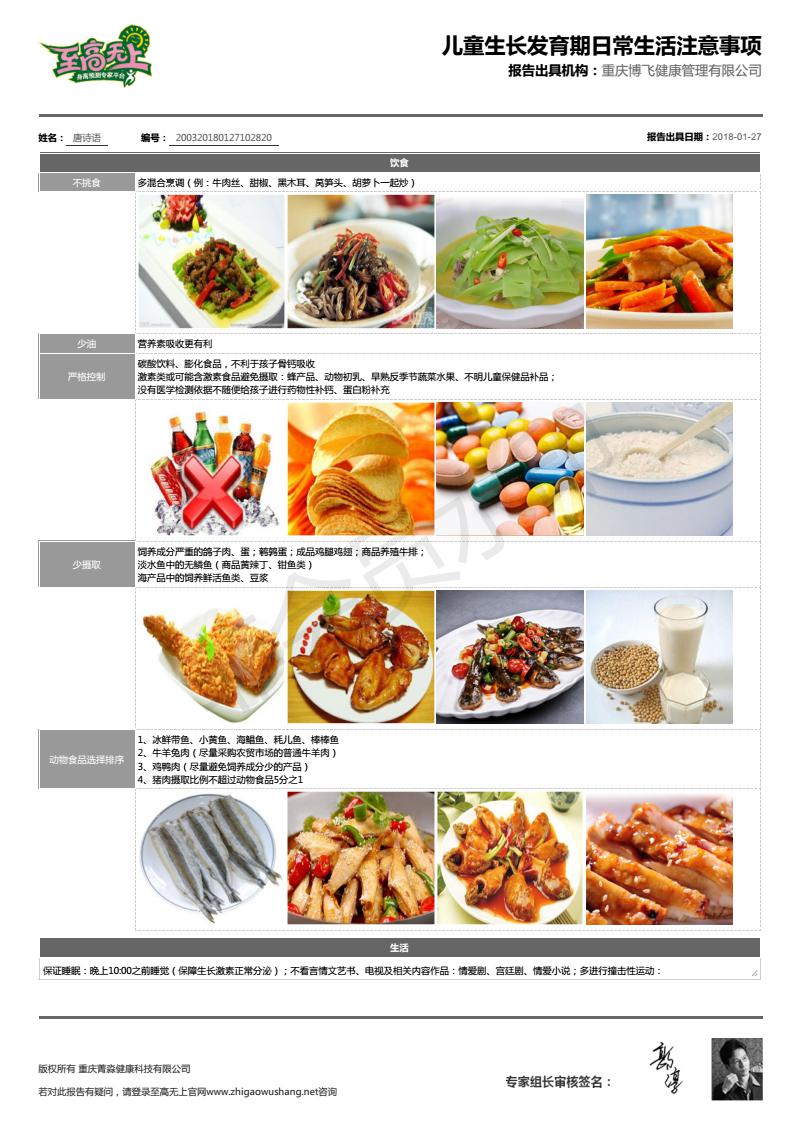 至高无上
身高预测专家平台
儿童生长发育期日常生活注意事项
报告出具机构：重庆博飞健康管理有限公司
姓名： 唐诗语 编号： 200320180127102820 报告出具日期：2018-01-27
饮食
不挑食 多混合烹调（例：牛肉丝、甜椒、黑木耳、莴笋头、胡萝卜一起炒）
少油 营养素吸收更有利
严格控制
碳酸饮料、膨化食品，不利于孩子骨钙吸收
激素类或可能含激素食品避免摄取：蜂产品、动物初乳、早熟反季节蔬菜水果、不明儿童保健品补品；
没有医学检测依据不随便给孩子进行药物性补钙、蛋白粉补充
少摄取
饲养成分严重的鸽子肉、蛋；鹌鹑蛋；成品鸡腿鸡翅；商品养殖牛排；
淡水鱼中的无鳞鱼（商品黄辣丁、钳鱼类）
海产品中的饲养鲜活鱼类、豆浆
动物食品选择排序
1、冰鲜带鱼、小黄鱼、海鲳鱼、耗儿鱼、棒棒鱼
2、牛羊兔肉（尽量采购农贸市场的普通牛羊肉）
3、鸡鸭肉（尽量避免饲养成分少的产品）
4、猪肉摄取比例不超过动物食品5分之1
生活
保证睡眠：晚上10:00之前睡觉（保障生长激素正常分泌）；不看言情文艺书、电视及相关内容作品：情爱剧、宫廷剧、情爱小说；多进行撞击性运动：
版权所有 重庆菁淼健康科技有限公司
若对此报告有疑问，请登录至高无上官网www.zhigaowushang.net咨询
专家组长审核签名：